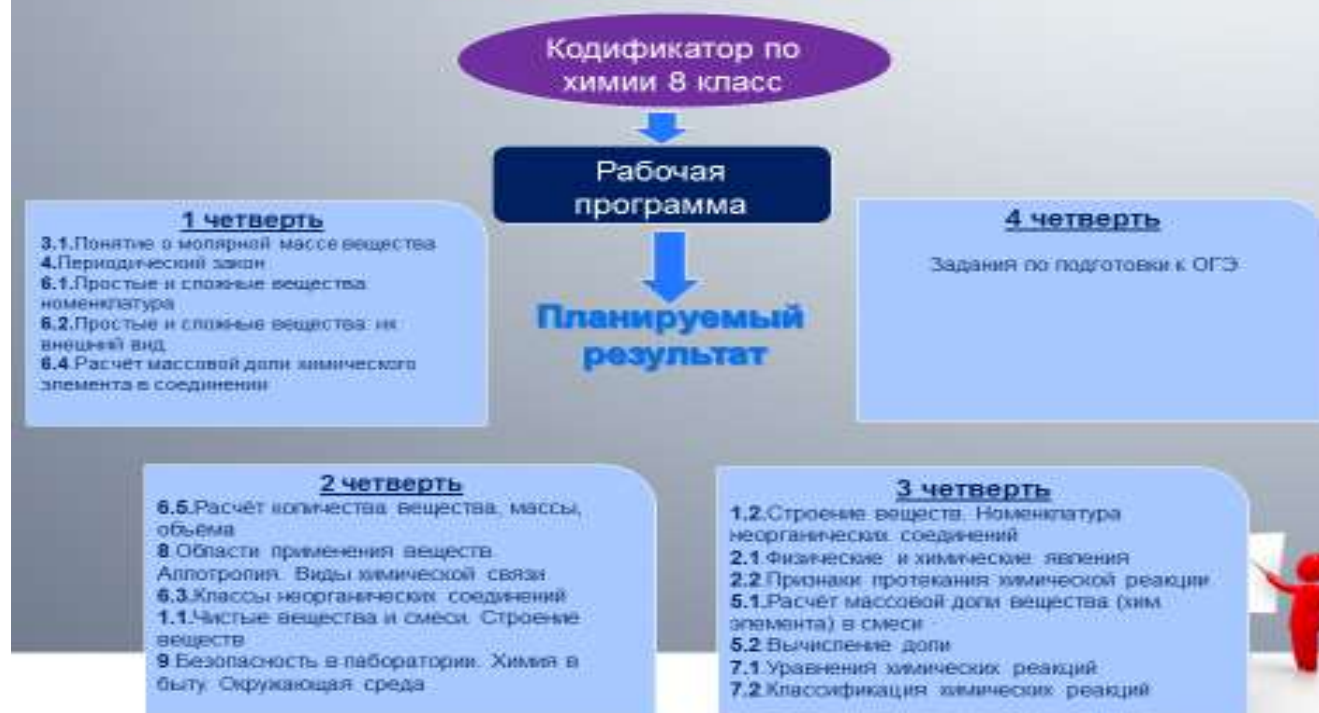 Кодификатор по
химии 8 класс
Рабочая
программа
Планируемый
результат
1 четверть
3.1.Понятие о молярной массе вещества
4.Периодический закон
6.1.Простые и сложные вещества:
номенклатура
6.2.Простые и сложные вещества: их
внешний вид
6.4.Расчёт массовой доли химического
элемента в соединении
4 четверть
Задания по подготовки к ОГЭ
2 четверть
6.5.Расчёт количества вещества, массы,
объема
8.Области применения веществ.
Аллотропия. Виды химической связи
6.3.Классы неорганических соединений
1.1.Чистые вещества и смеси. Строение
веществ
9.Безопасность в лаборатории. Химия в
быту. Окружающая среда
3 четверть
1.2.Строение веществ. Номенклатура
неорганических соединений
2.1.Физические и химические явления
2.2.Признаки протекания химической реакции
5.1.Расчёт массовой доли вещества (хим
элемента) в смеси
5.2.Вычисление доли
7.1.Уравнения химических реакций
7.2.Классификация химических реакций